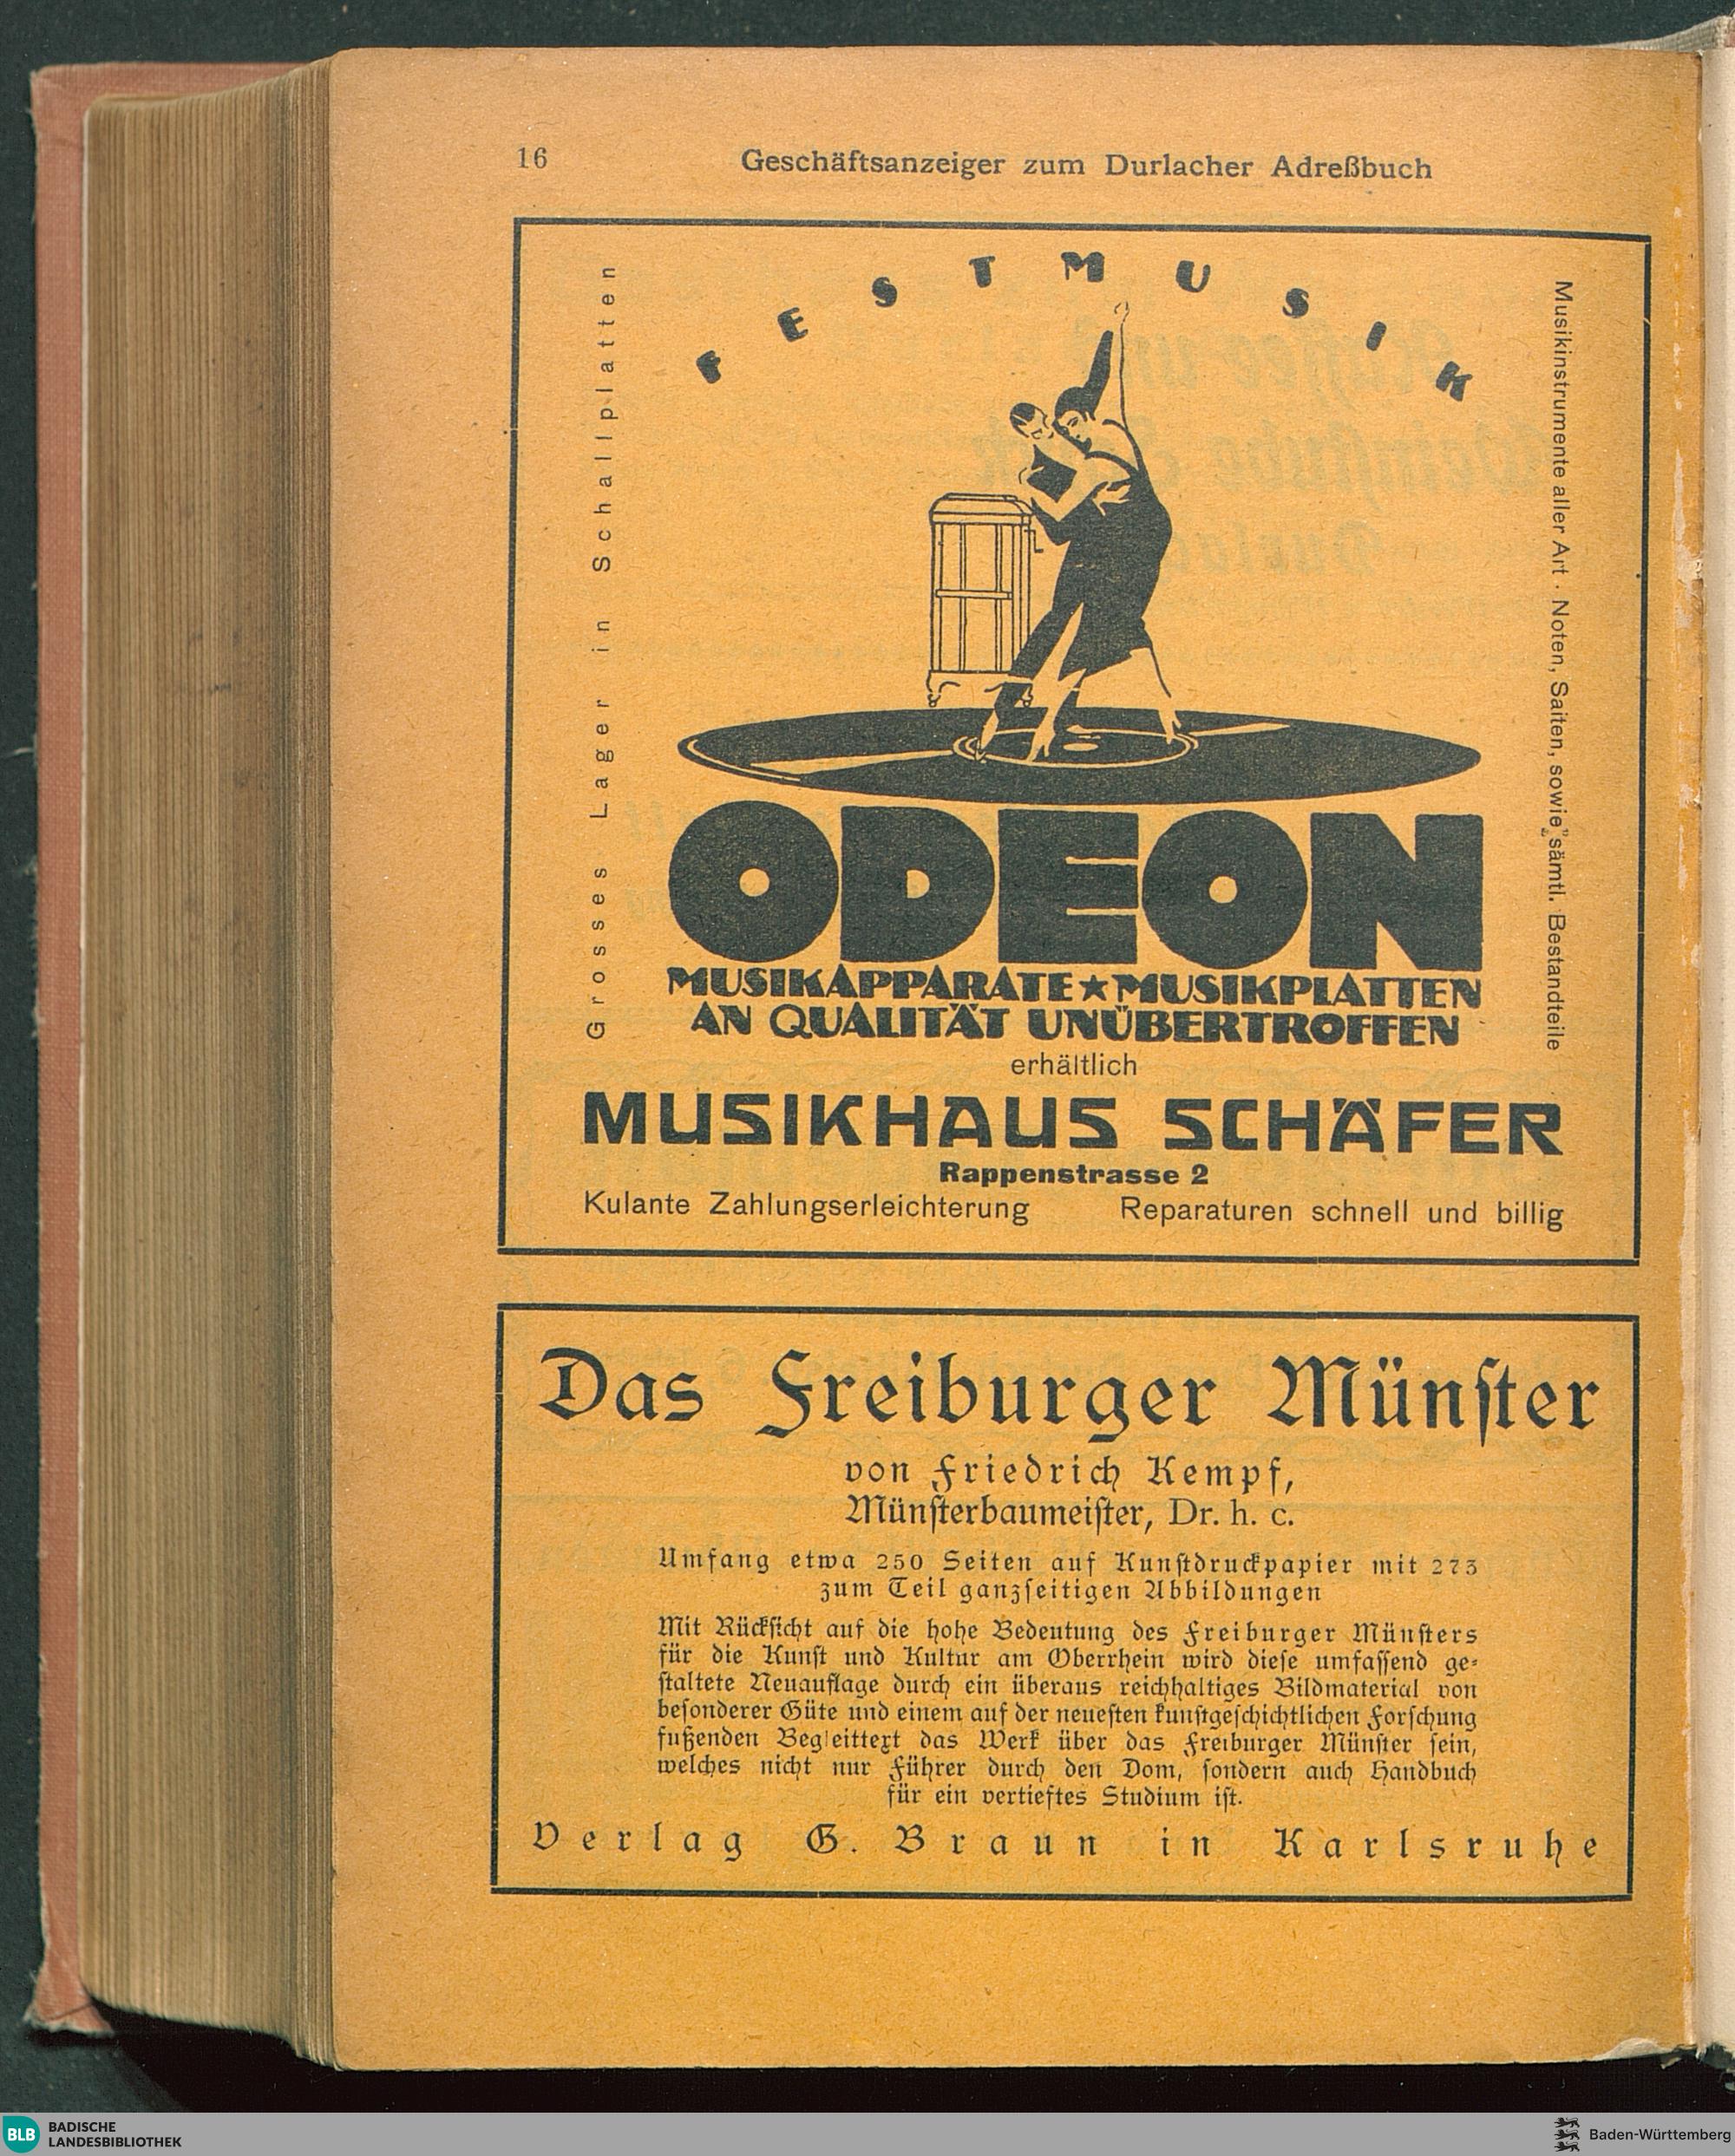 16
Geschäftsanzeiger zum Durlacher Adreßbuch
FESTMUSIK
Grosses Lager in Schallplatten
Musikinstrumente aller Art · Noten, Saiten, sowie sämtl. Bestandteile
ODEON
MUSIKAPPARATE★MUSIKPLATTEN
AN QUALITÄT UNÜBERTROFFEN
erhältlich
MUSIKHAUS SCHÄFER
Rappenstrasse 2
Kulante Zahlungserleichterung Reparaturen schnell und billig
Das Freiburger Münſter
von Friedrich Kempf,
Münſterbaumeiſter, Dr. h. c.
Umfang etwa 250 Seiten auf Kunſtdruckpapier mit 273
zum Teil ganzſeitigen Abbildungen
Mit Rückſicht auf die hohe Bedeutung des Freiburger Münſters
für die Kunſt und Kultur am Oberrhein wird dieſe umfaſſend ge-
ſtaltete Neuauflage durch ein überaus reichhaltiges Bildmaterial von
beſonderer Güte und einem auf der neueſten kunſtgeſchichtlichen Forſchung
fußenden Begleittext das Werk über das Freiburger Münſter ſein,
welches nicht nur Führer durch den Dom, ſondern auch Handbuch
für ein vertieftes Studium iſt.
Verlag G. Braun in Karlsruhe
BLB BADISCHE
LANDESBIBLIOTHEK
Baden-Württemberg